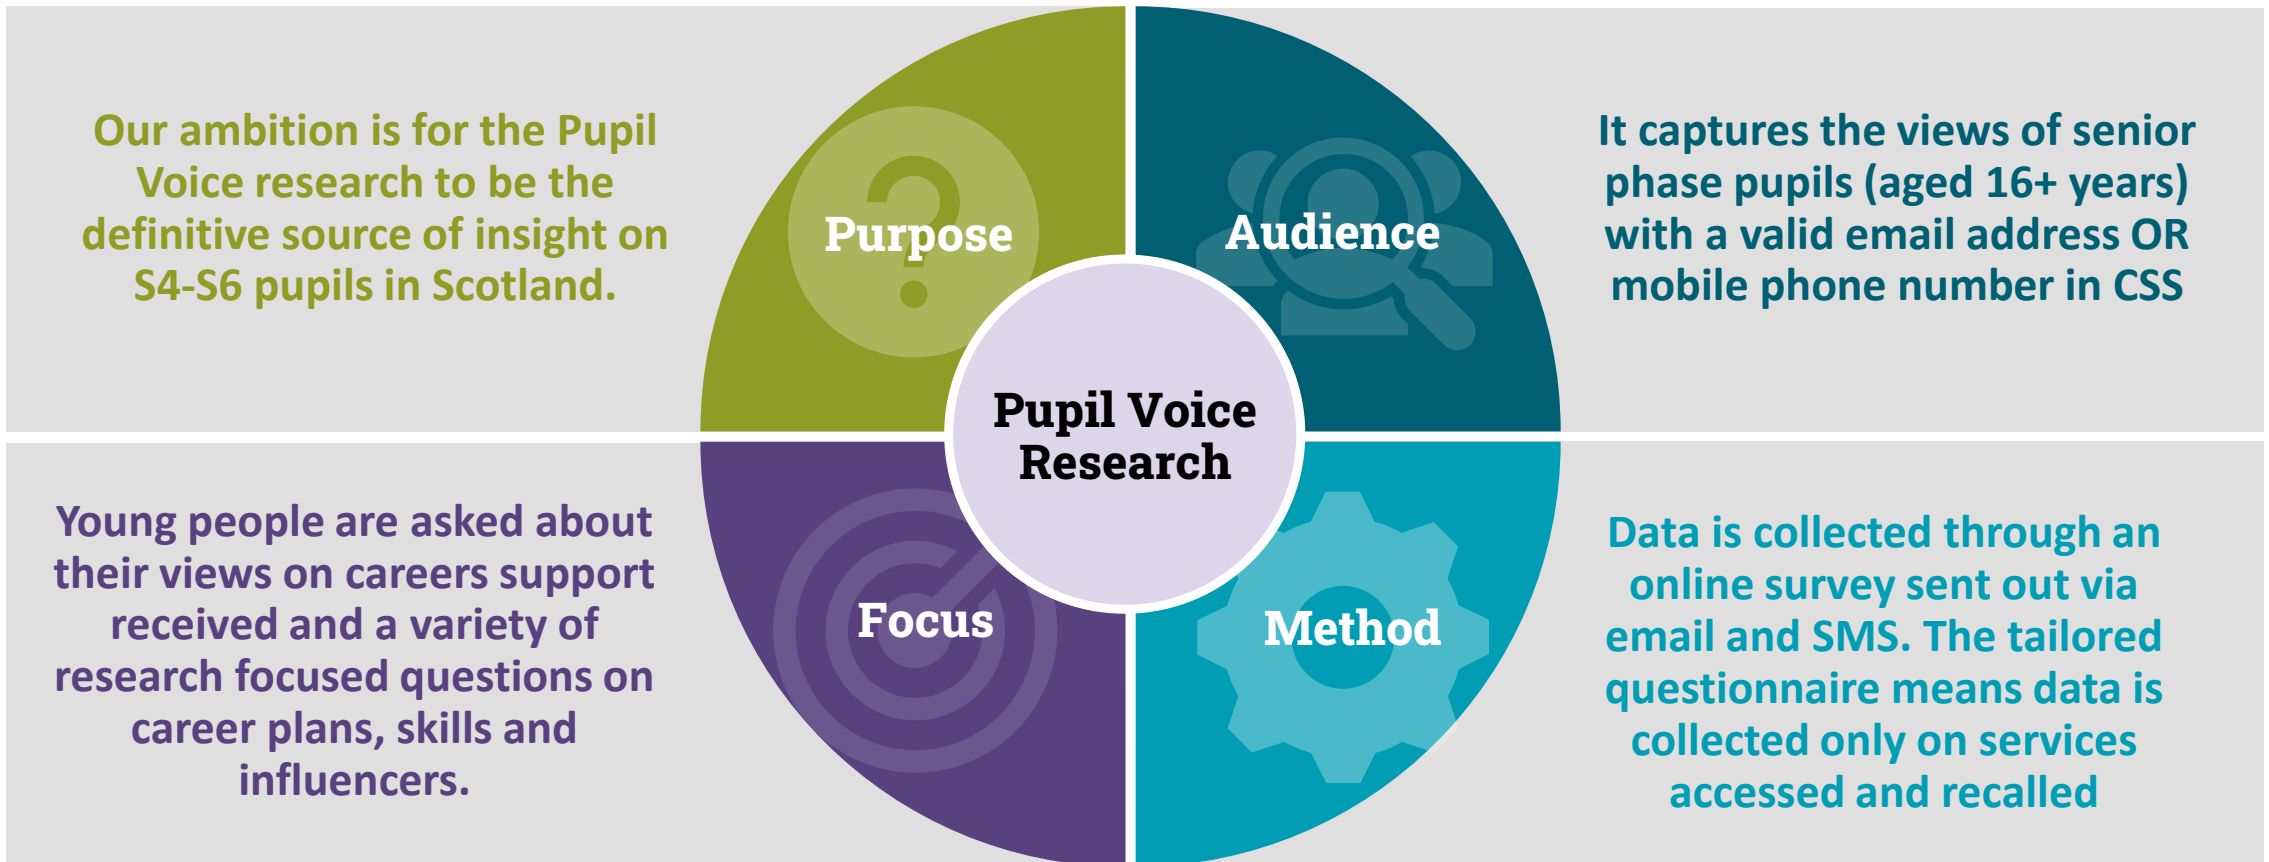 Our ambition is for the Pupil
Voice research to be the
definitive source of insight on
S4-S6 pupils in Scotland.
Purpose
Audience
It captures the views of senior
phase pupils (aged 16+ years)
with a valid email address OR
mobile phone number in CSS
Pupil Voice
Research
Young people are asked about
their views on careers support
received and a variety of
research focused questions on
career plans, skills and
influencers.
Focus
Method
Data is collected through an
online survey sent out via
email and SMS. The tailored
questionnaire means data is
collected only on services
accessed and recalled